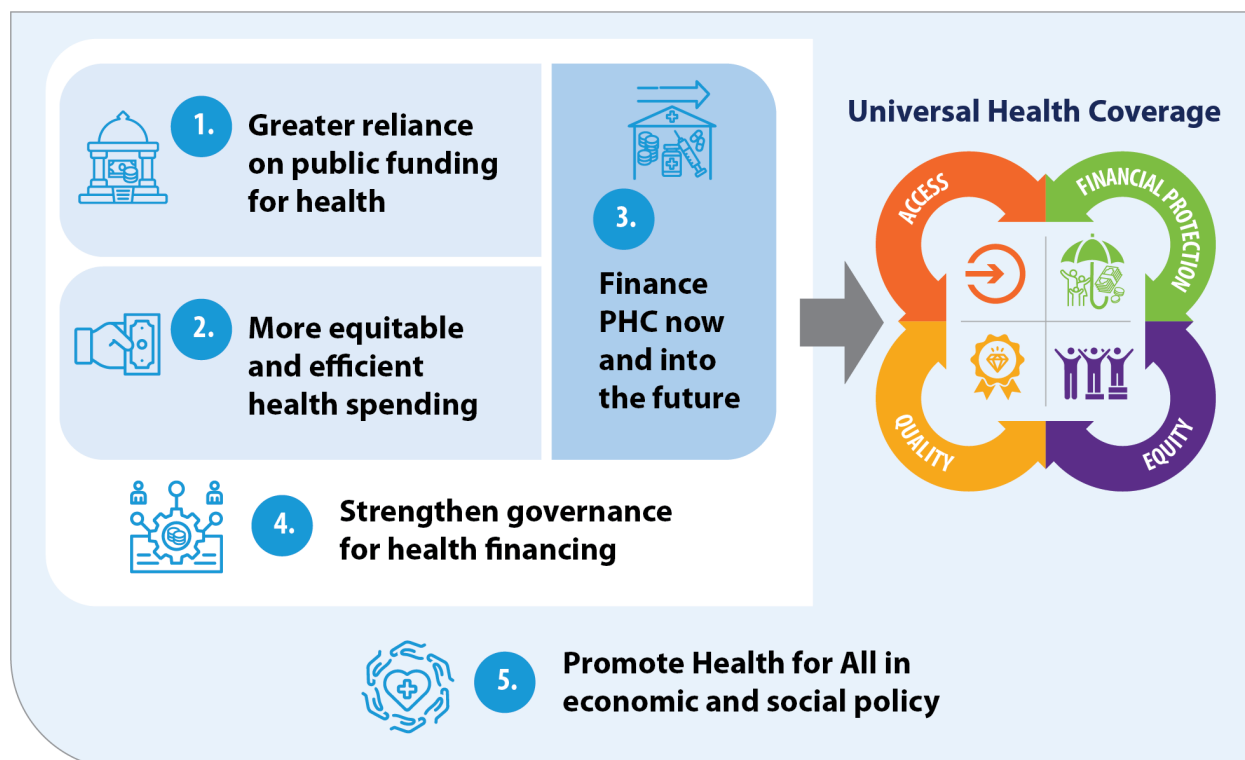 1.
Greater reliance
on public funding
for health
2.
More equitable
and efficient
health spending
3.
Finance
PHC now
and into
the future
4.
Strengthen governance
for health financing
5.
Promote Health for All in
economic and social policy
Universal Health Coverage
ACCESS
FINANCIAL PROTECTION
QUALITY
EQUITY